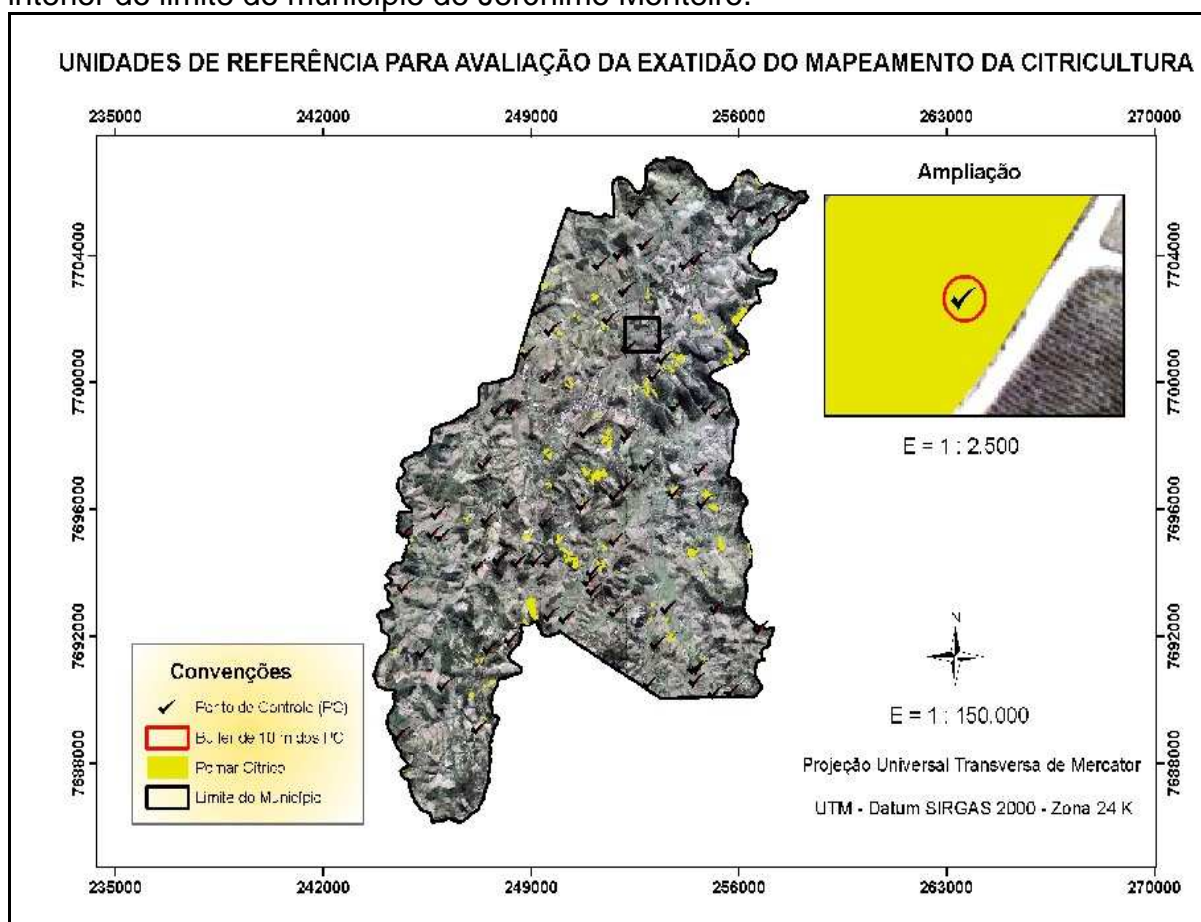 interior do limite do município de Jerônimo Monteiro.
UNIDADES DE REFERÊNCIA PARA AVALIAÇÃO DA EXATIDÃO DO MAPEAMENTO DA CITRICULTURA
235000 242000 249000 256000 263000 270000
Ampliação
7704000 7704000
7700000 7700000
E = 1 : 2.500
7696000 7696000
7692000 7692000
N
Convenções
Ponto de Controle (PC)
E = 1 : 150.000
Buffer de 10 m dos PC
Pomar Cítrico
Projeção Universal Transversa de Mercator
7688000 7688000
Limite do Município
UTM - Datum SIRGAS 2000 - Zona 24 K
235000 242000 249000 256000 263000 270000